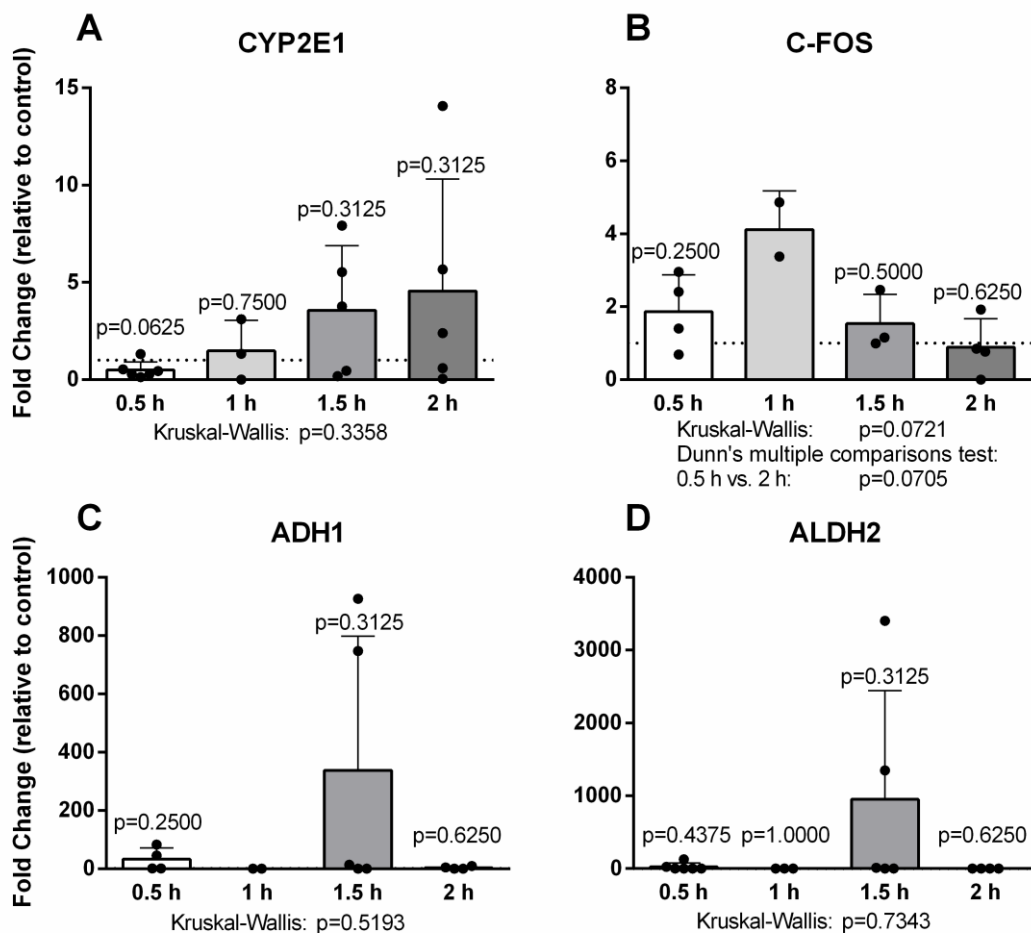 A
CYP2E1
Fold Change (relative to control)
15
10
5
0
p=0.0625
p=0.7500
p=0.3125
p=0.3125
0.5 h 1 h 1.5 h 2 h
Kruskal-Wallis: p=0.3358
B
C-FOS
8
6
4
2
0
p=0.2500
p=0.5000
p=0.6250
0.5 h 1 h 1.5 h 2 h
Kruskal-Wallis: p=0.0721
Dunn's multiple comparisons test:
0.5 h vs. 2 h: p=0.0705
C
ADH1
Fold Change (relative to control)
1000
800
600
400
200
0
p=0.2500
p=0.3125
p=0.6250
0.5 h 1 h 1.5 h 2 h
Kruskal-Wallis: p=0.5193
D
ALDH2
4000
3000
2000
1000
0
p=0.4375
p=1.0000
p=0.3125
p=0.6250
0.5 h 1 h 1.5 h 2 h
Kruskal-Wallis: p=0.7343